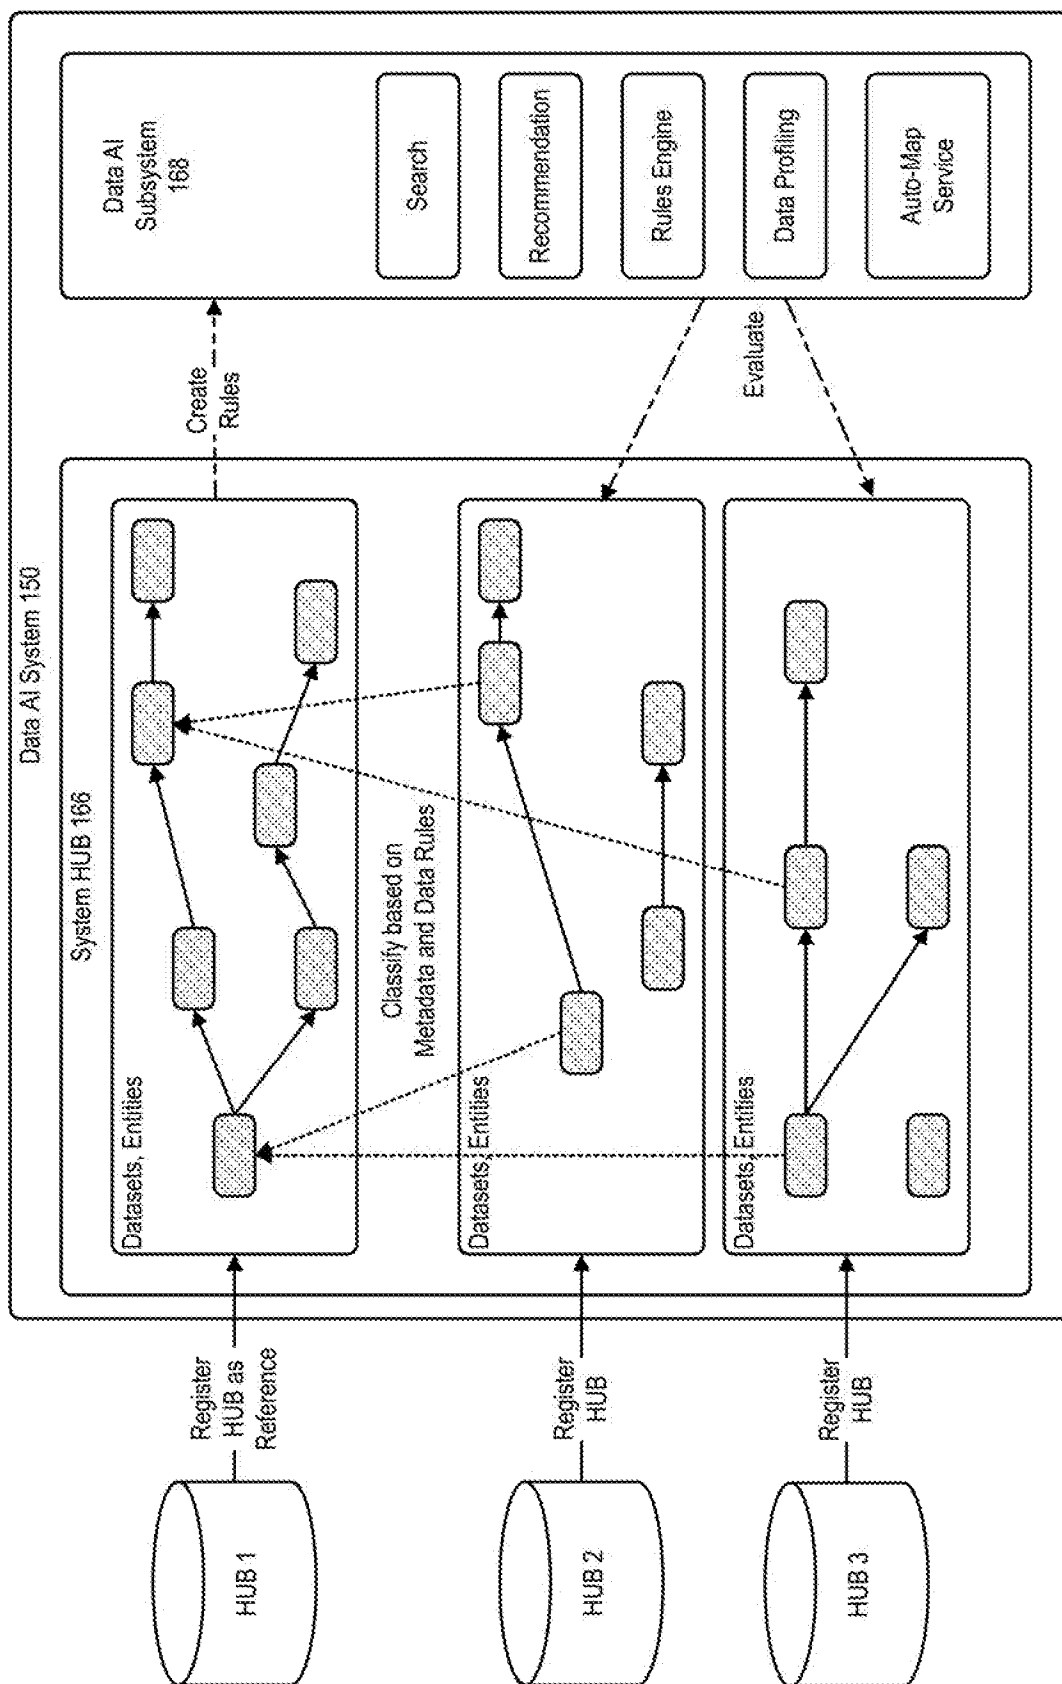 Data AI System 150
System HUB 166
Data AI
Subsystem
168
Search
Recommendation
Rules Engine
Data Profiling
Auto-Map
Service
Create
Rules
Evaluate
Datasets, Entities
Classify based on
Metadata and Data Rules
Datasets, Entities
Datasets, Entities
Register
HUB as
Reference
Register
HUB
Register
HUB
HUB 1
HUB 2
HUB 3